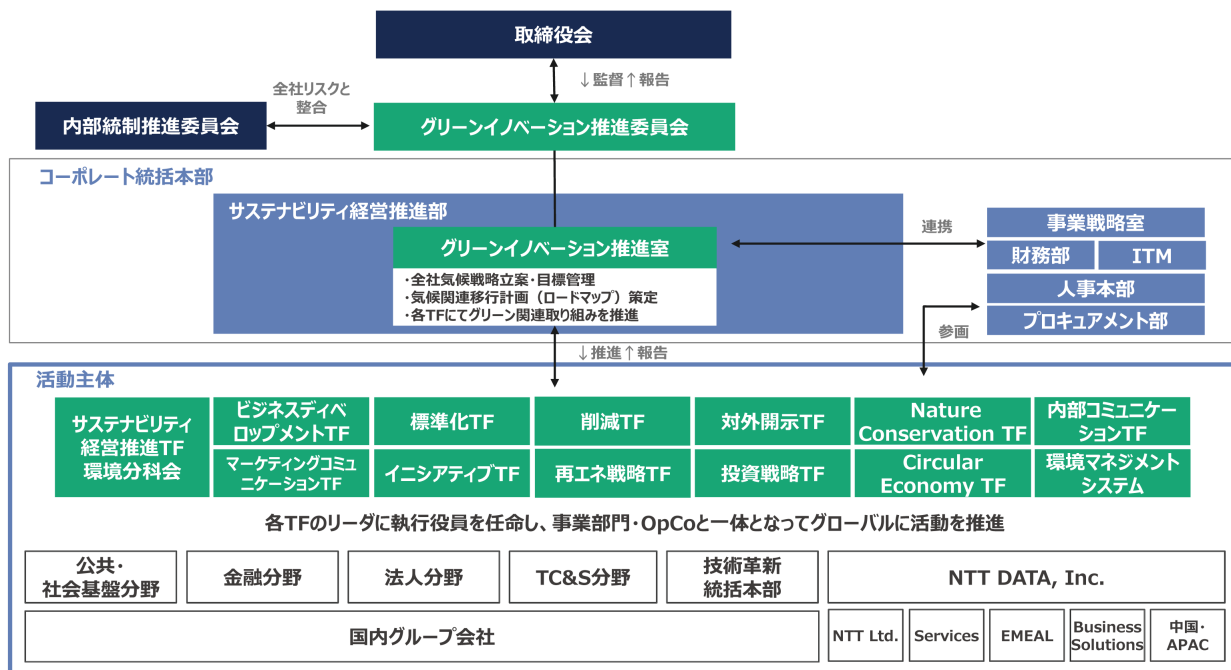 取締役会
↓監督↑報告
全社リスクと
整合
内部統制推進委員会
グリーンイノベーション推進委員会
コーポレート統括本部
サステナビリティ経営推進部
グリーンイノベーション推進室
・全社気候戦略立案・目標管理
・気候関連移行計画（ロードマップ）策定
・各TFにてグリーン関連取り組みを推進
連携
事業戦略室
財務部
ITM
人事本部
プロキュアメント部
参画
↓推進↑報告
活動主体
サステナビリティ
経営推進TF
環境分科会
ビジネスディベ
ロップメントTF
標準化TF
削減TF
対外開示TF
Nature
Conservation TF
内部コミュニケー
ションTF
マーケティングコミュ
ニケーションTF
イニシアティブTF
再エネ戦略TF
投資戦略TF
Circular
Economy TF
環境マネジメント
システム
各TFのリーダに執行役員を任命し、事業部門・OpCoと一体となってグローバルに活動を推進
公共・
社会基盤分野
金融分野
法人分野
TC&S分野
技術革新
統括本部
NTT DATA, Inc.
国内グループ会社
NTT Ltd.
Services
EMEAL
Business
Solutions
中国・
APAC